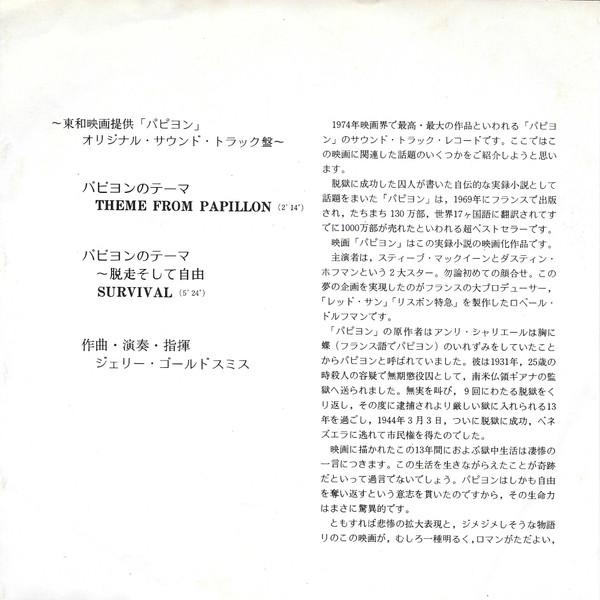 ～東和映画提供「パピヨン」
オリジナル・サウンド・トラック盤～
パピヨンのテーマ
THEME FROM PAPILLON (2'14")
パピヨンのテーマ
～脱走そして自由
SURVIVAL (5'24")
作曲・演奏・指揮
ジェリー・ゴールドスミス
1974年映画界で最高・最大の作品といわれる「パピヨ
ン」のサウンド・トラック・レコードです。ここではこ
の映画に関連した話題のいくつかをご紹介しようと思い
ます。
脱獄に成功した囚人が書いた自伝的な実録小説として
話題をまいた「パピヨン」は，1969年にフランスで出版
され，たちまち130万部，世界17ヶ国語に翻訳されてす
でに1000万部が売れたといわれる超ベストセラーです。
映画「パピヨン」はこの実録小説の映画化作品です。
主演者は，スティーブ・マックイーンとダスティン・
ホフマンという2大スター。勿論初めての顔合せ。この
夢の企画を実現したのがフランスの大プロデューサー，
「レッド・サン」「リスボン特急」を製作したロベール・
ドルフマンです。
「パピヨン」の原作者はアンリ・シャリエールは胸に
蝶（フランス語でパピヨン）のいれずみをしていたこと
からパピヨンと呼ばれていました。彼は1931年，25歳の
時殺人の容疑で無期懲役囚として，南米仏領ギアナの監
獄へ送られました。無実を叫び，9回にわたる脱獄をく
り返し，その度に逮捕されより厳しい獄に入れられる13
年を過ごし，1944年3月3日，ついに脱獄に成功，ベネ
ズエラに逃れて市民権を得たのでした。
映画に描かれたこの13年間におよぶ獄中生活は凄惨の
一言につきます。この生活を生きながらえたことが奇跡
だといって過言でないでしょう。パピヨンはしかも自由
を奪い返すという意志を貫いたのですから，その生命力
はまさに驚異的です。
ともすれば悲惨の拡大表現と，ジメジメしそうな物語
りのこの映画が，むしろ一種明るく，ロマンがただよい，